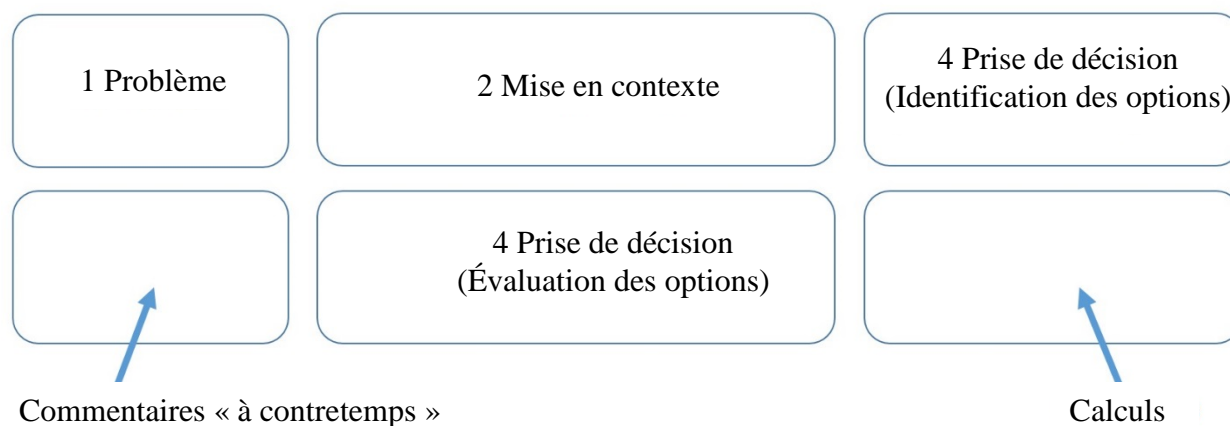 1 Problème
2 Mise en contexte
4 Prise de décision
(Identification des options)
4 Prise de décision
(Évaluation des options)
Commentaires « à contretemps »
Calculs